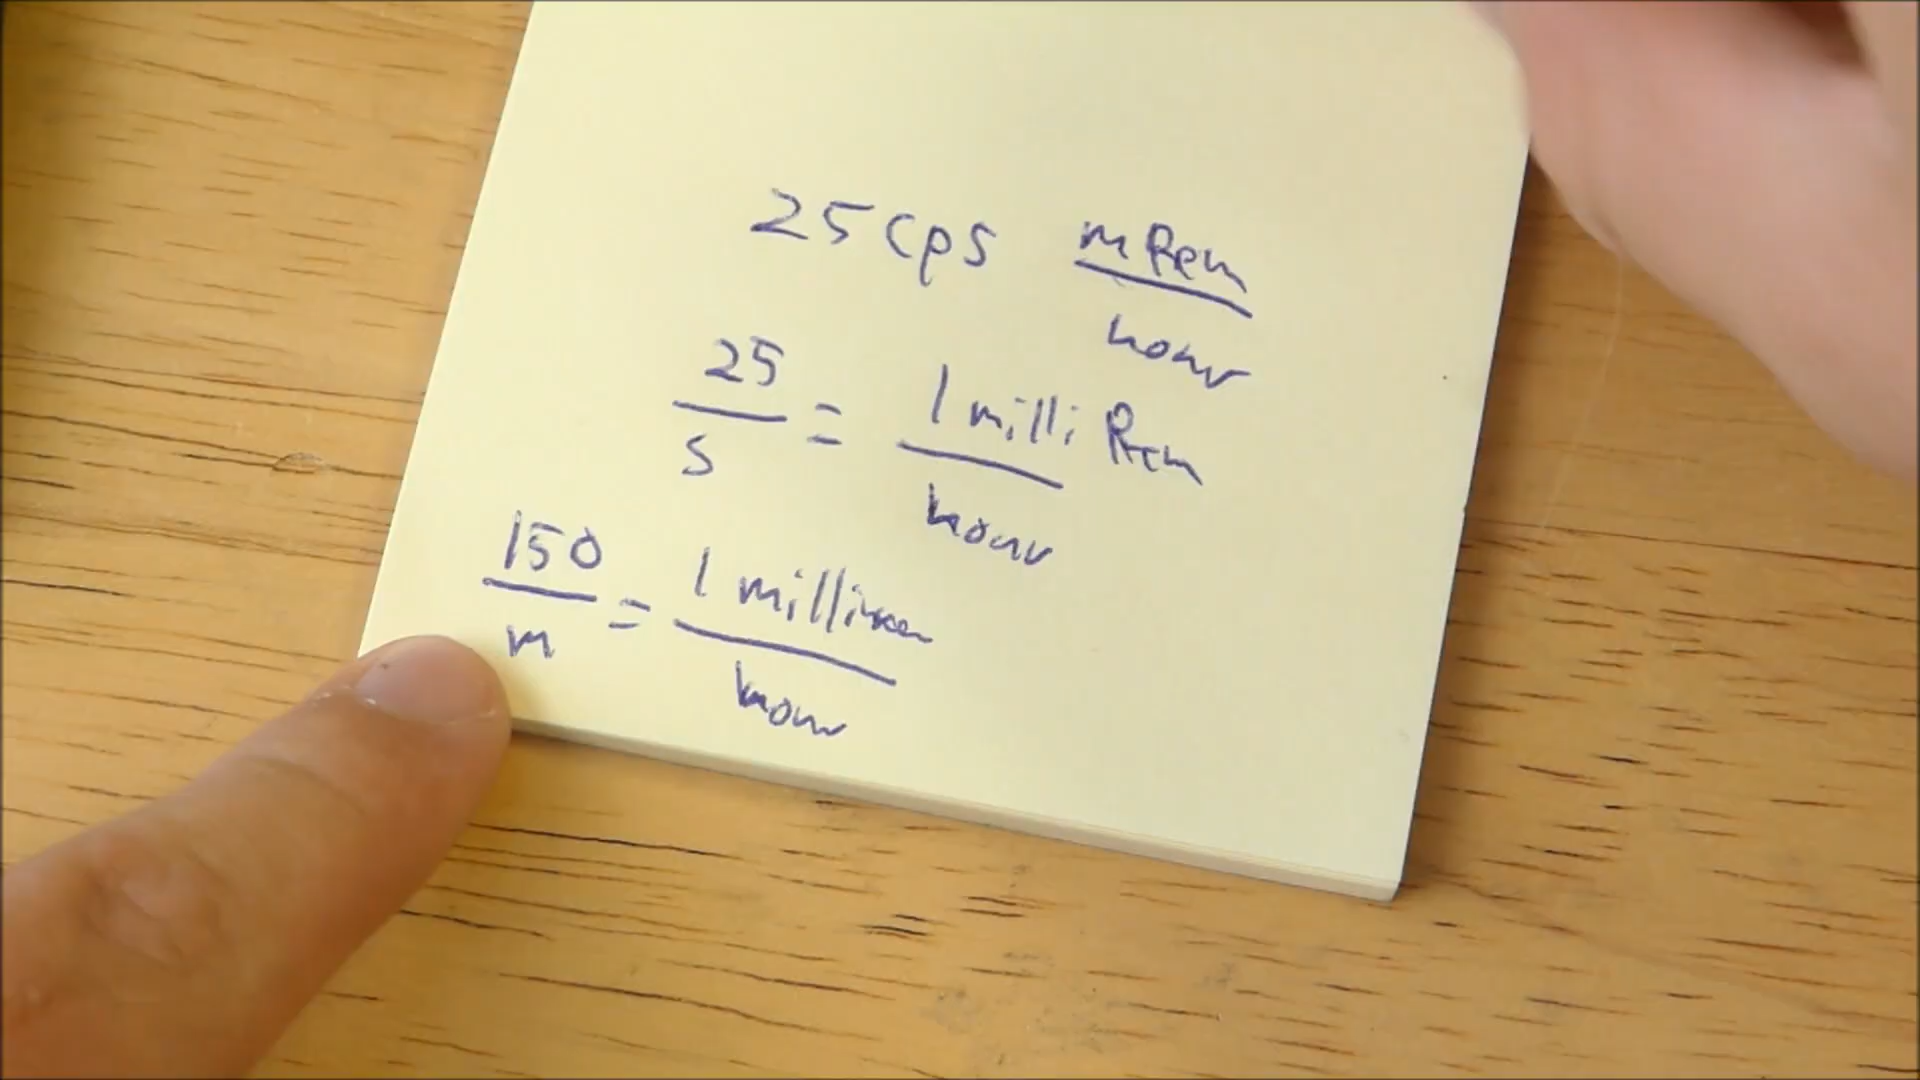 25 cps mRem/hour
25/s = 1 milli Rem/hour
150/m = 1 millirem/hour